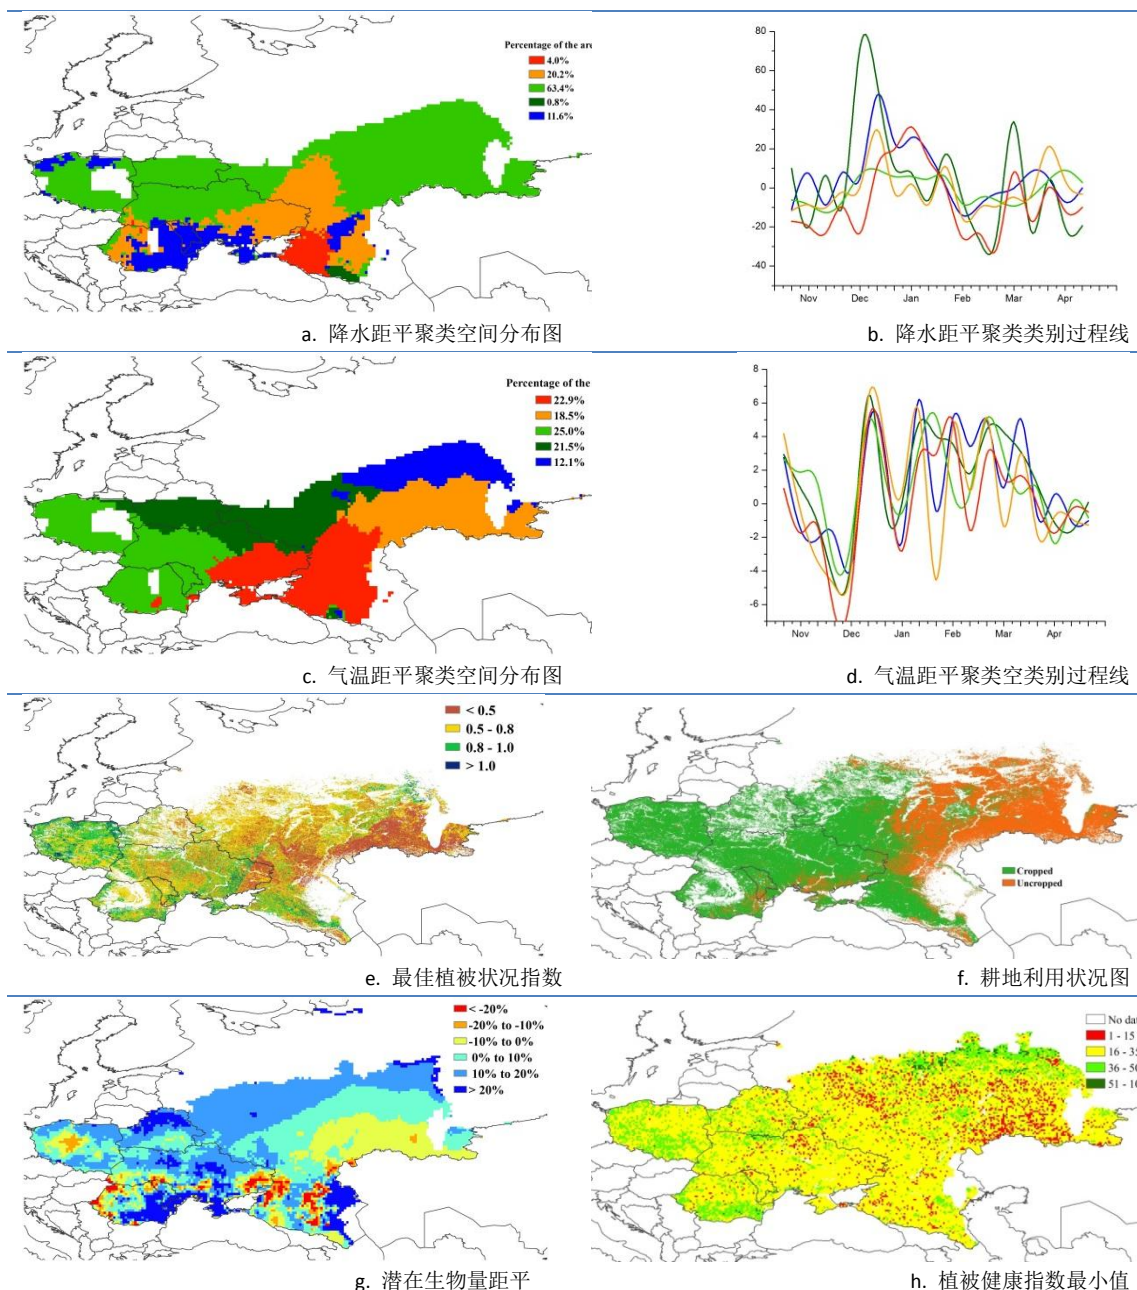 Percentage of the are
4.0%
20.2%
63.4%
0.8%
11.6%
80
60
40
20
0
-20
-40
Nov Dec Jan Feb Mar Apr
a. 降水距平聚类空间分布图
b. 降水距平聚类类别过程线
Percentage of the
22.9%
18.5%
25.0%
21.5%
12.1%
8
6
4
2
0
-2
-4
-6
Nov Dec Jan Feb Mar Apr
c. 气温距平聚类空间分布图
d. 气温距平聚类空类别过程线
< 0.5
0.5 - 0.8
0.8 - 1.0
> 1.0
Cropped
Uncropped
e. 最佳植被状况指数
f. 耕地利用状况图
< -20%
-20% to -10%
-10% to 0%
0% to 10%
10% to 20%
> 20%
No dat
1 - 15
16 - 35
36 - 50
51 - 10
g. 潜在生物量距平
h. 植被健康指数最小值